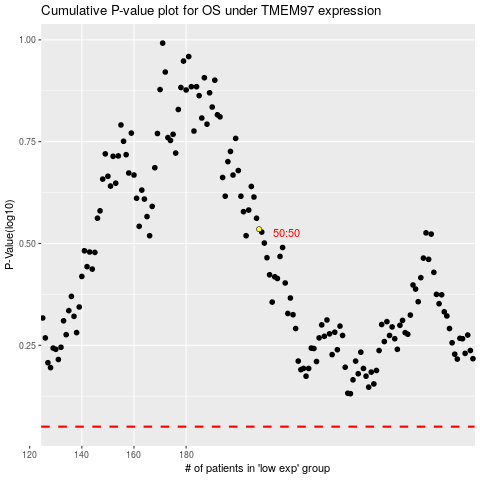 Cumulative P-value plot for OS under TMEM97 expression
P-Value(log10)
1.00
0.75
0.50
0.25
50:50
120 140 160 180
# of patients in 'low exp' group